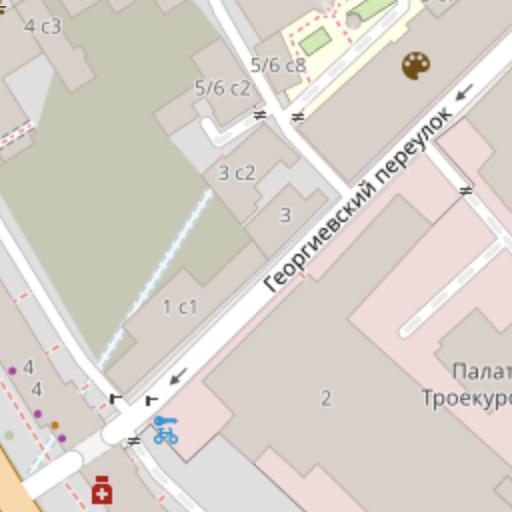 4 с3
5/6 с8
5/6 с2
3 с2
3
Георгиевский переулок
1 с1
4
4
2
Палат
Троекурс